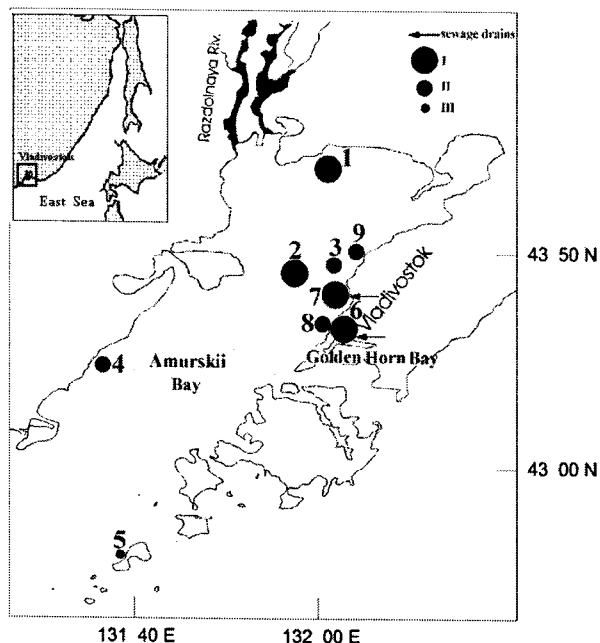 sewage drains
I
II
III
Razdolnaya Riv.
Vladivostok
East Sea
1
9
2
3
43 50 N
7
Vladivostok
8
6
4
Amurskii
Bay
Golden Horn Bay
43 00 N
5
131 40 E
132 00 E